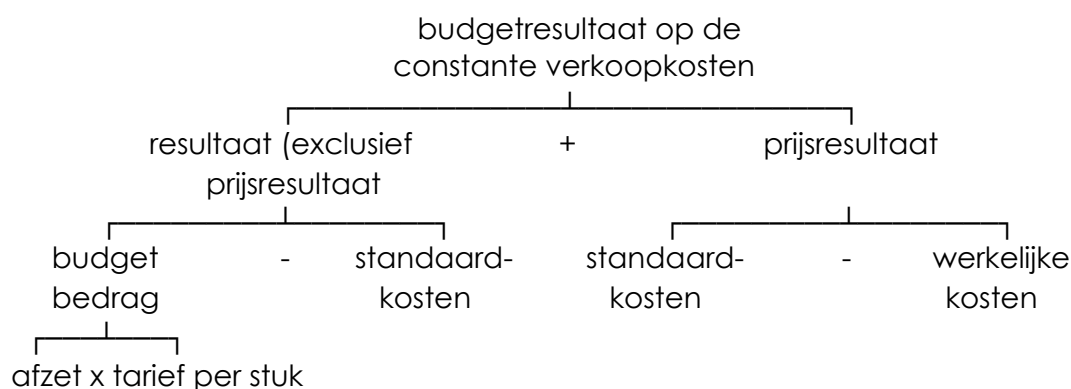 budgetresultaat op de
constante verkoopkosten
resultaat (exclusief + prijsresultaat
prijsresultaat
budget - standaard- standaard- - werkelijke
bedrag kosten kosten kosten
afzet x tarief per stuk